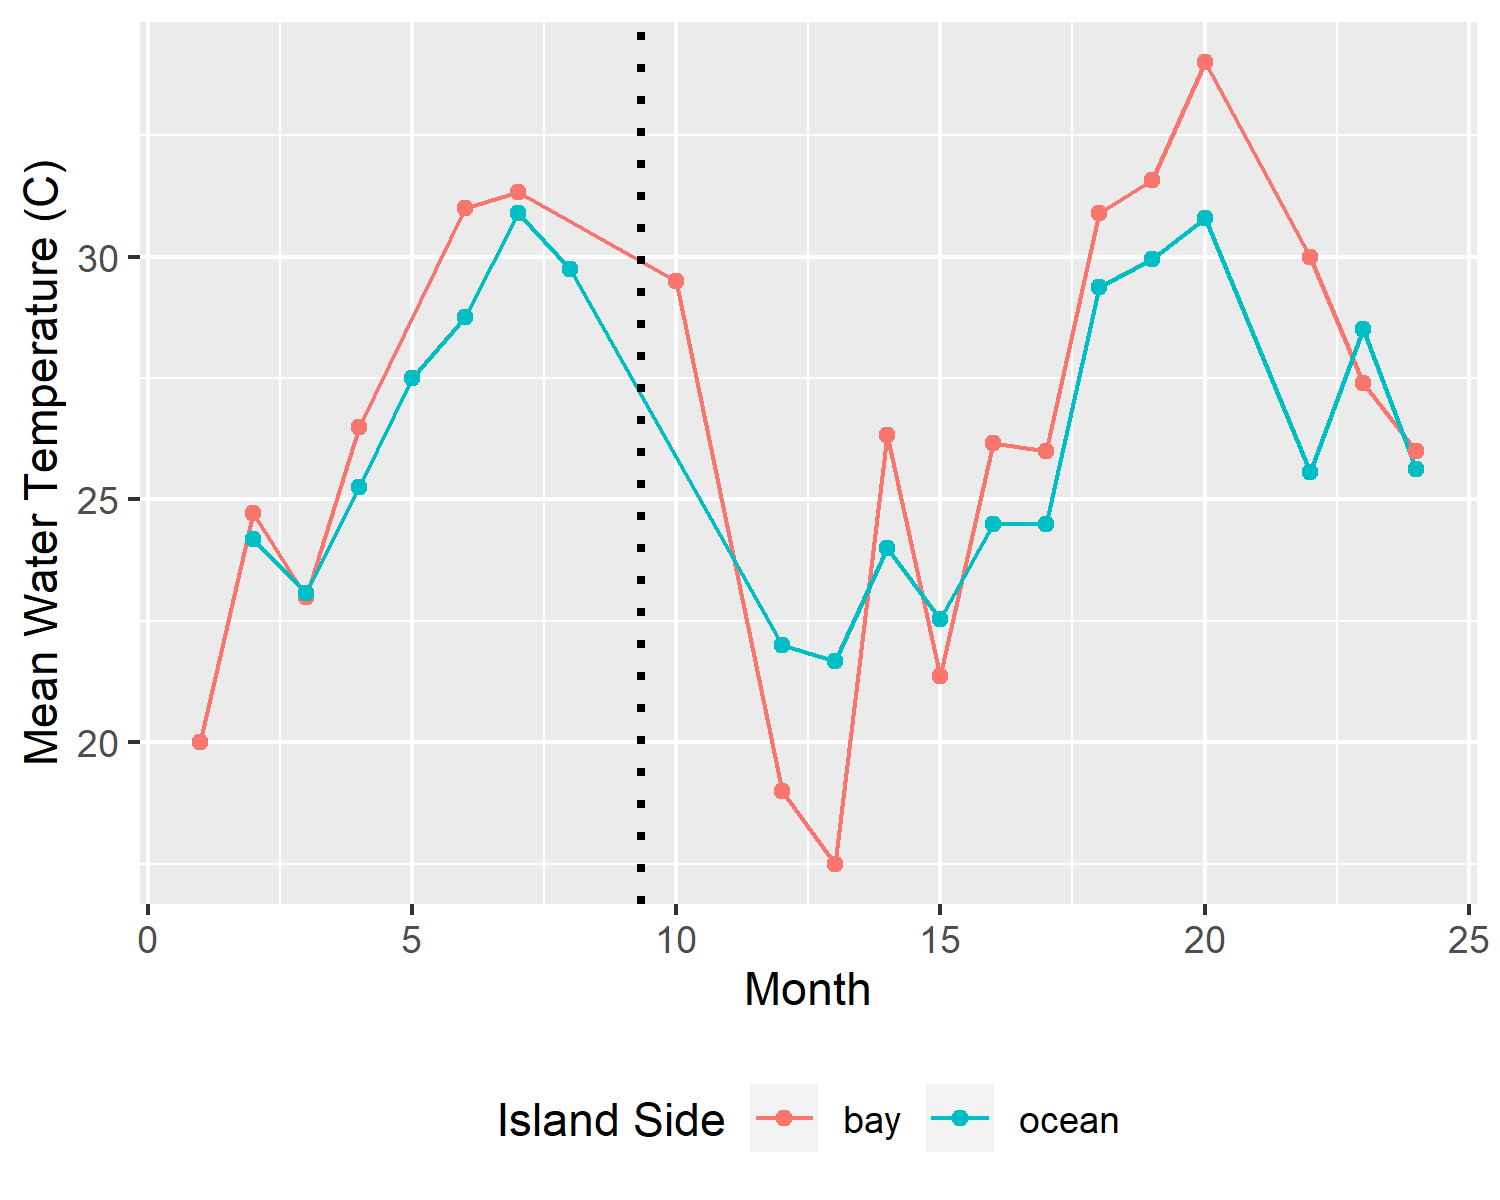 Mean Water Temperature (C)
30
25
20
0 5 10 15 20 25
Month
Island Side bay ocean